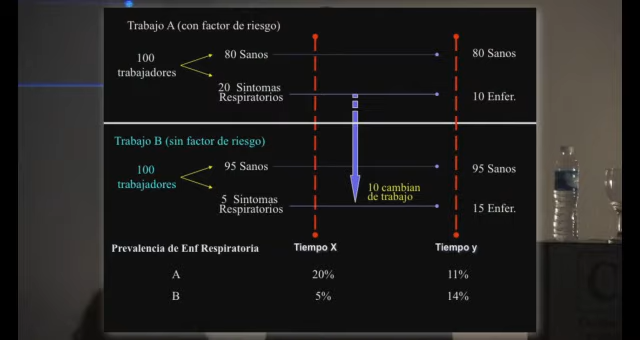 Trabajo A (con factor de riesgo)
100
trabajadores
80 Sanos
80 Sanos
20 Sintomas
Respiratorios
10 Enfer.
Trabajo B (sin factor de riesgo)
100
trabajadores
95 Sanos
95 Sanos
5 Sintomas
Respiratorios
10 cambian
de trabajo
15 Enfer.
Prevalencia de Enf Respiratoria Tiempo X Tiempo y
A 20% 11%
B 5% 14%